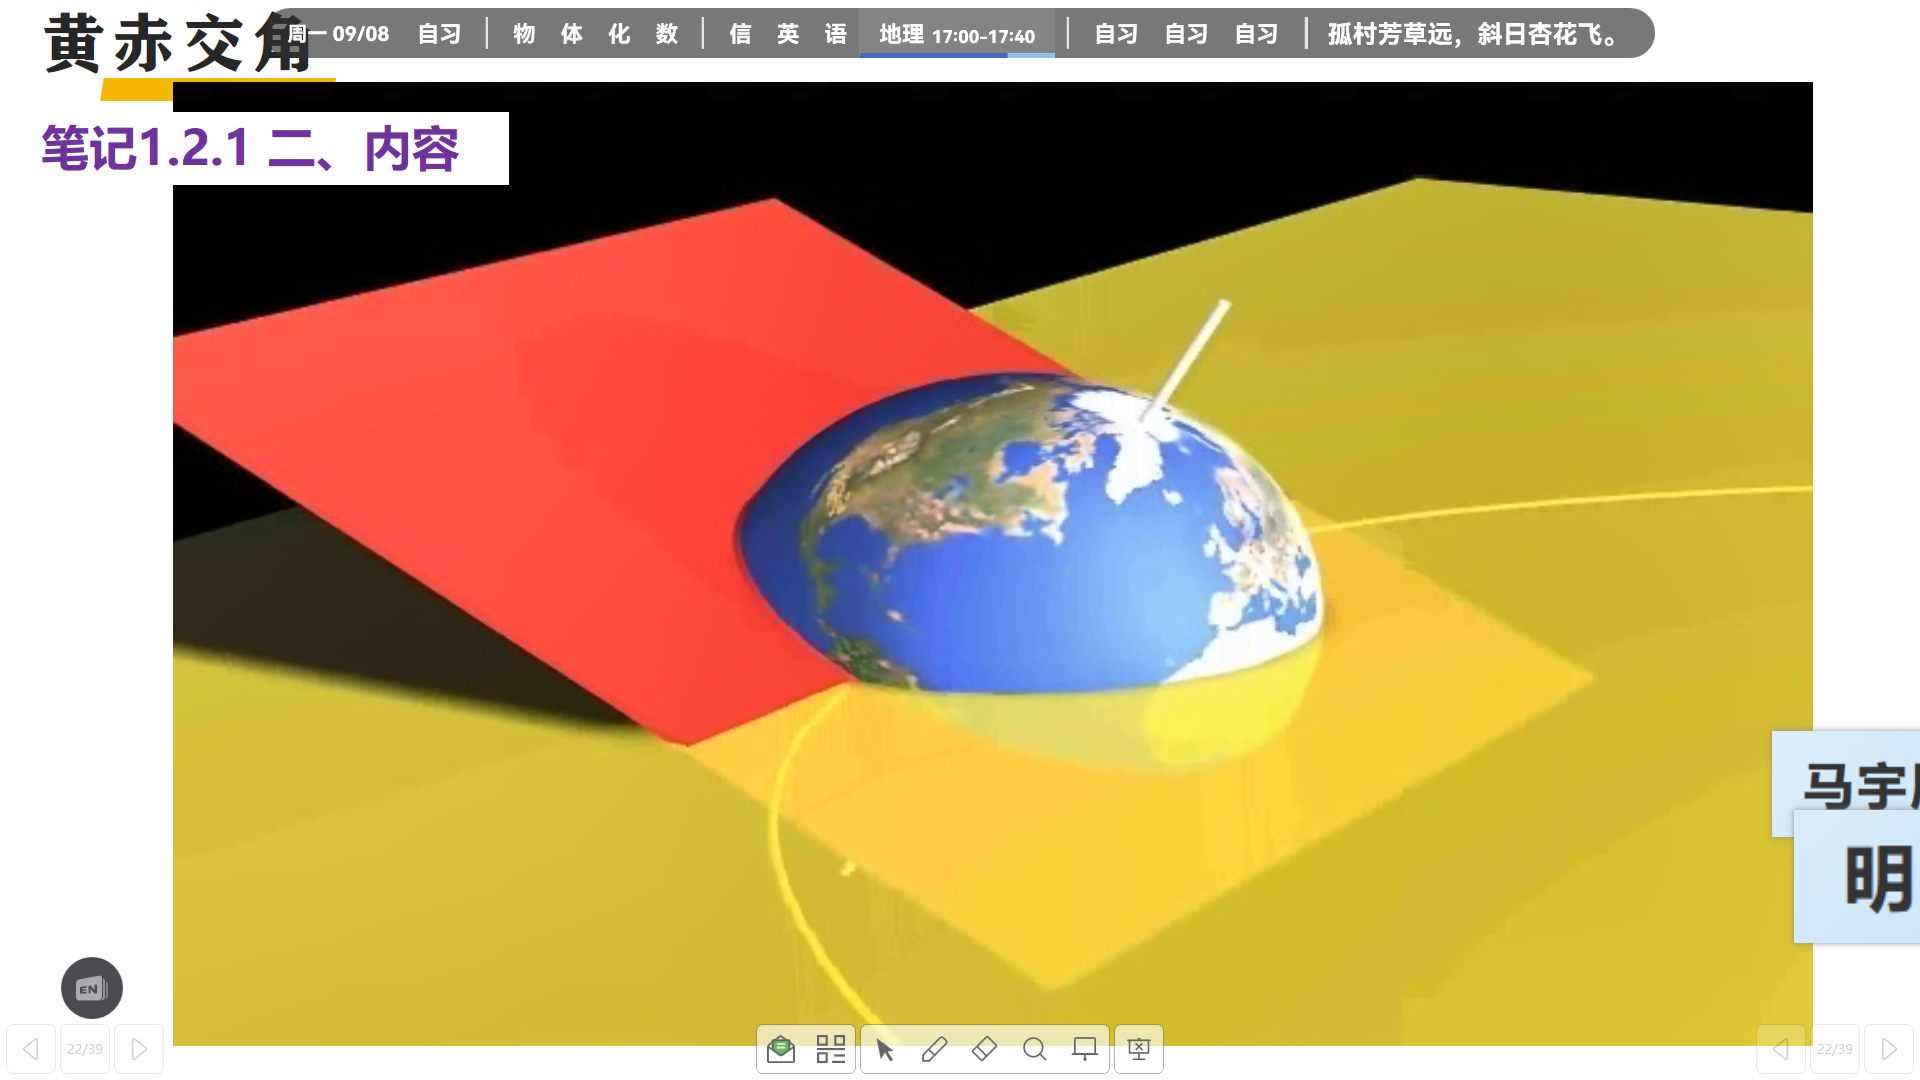 黄赤交角
周一 09/08 自习 物 体 化 数 信 英 语 地理 17:00-17:40 自习 自习 自习 孤村芳草远，斜日杏花飞。
笔记1.2.1 二、内容
马宇
明
EN
22/39
22/39